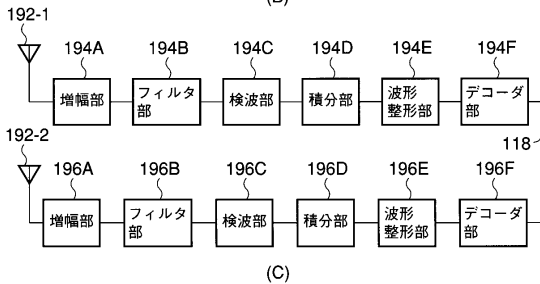 192-1
194A 194B 194C 194D 194E 194F
増幅部 フィルタ部 検波部 積分部 波形整形部 デコーダ部
118
192-2
196A 196B 196C 196D 196E 196F
増幅部 フィルタ部 検波部 積分部 波形整形部 デコーダ部
(C)